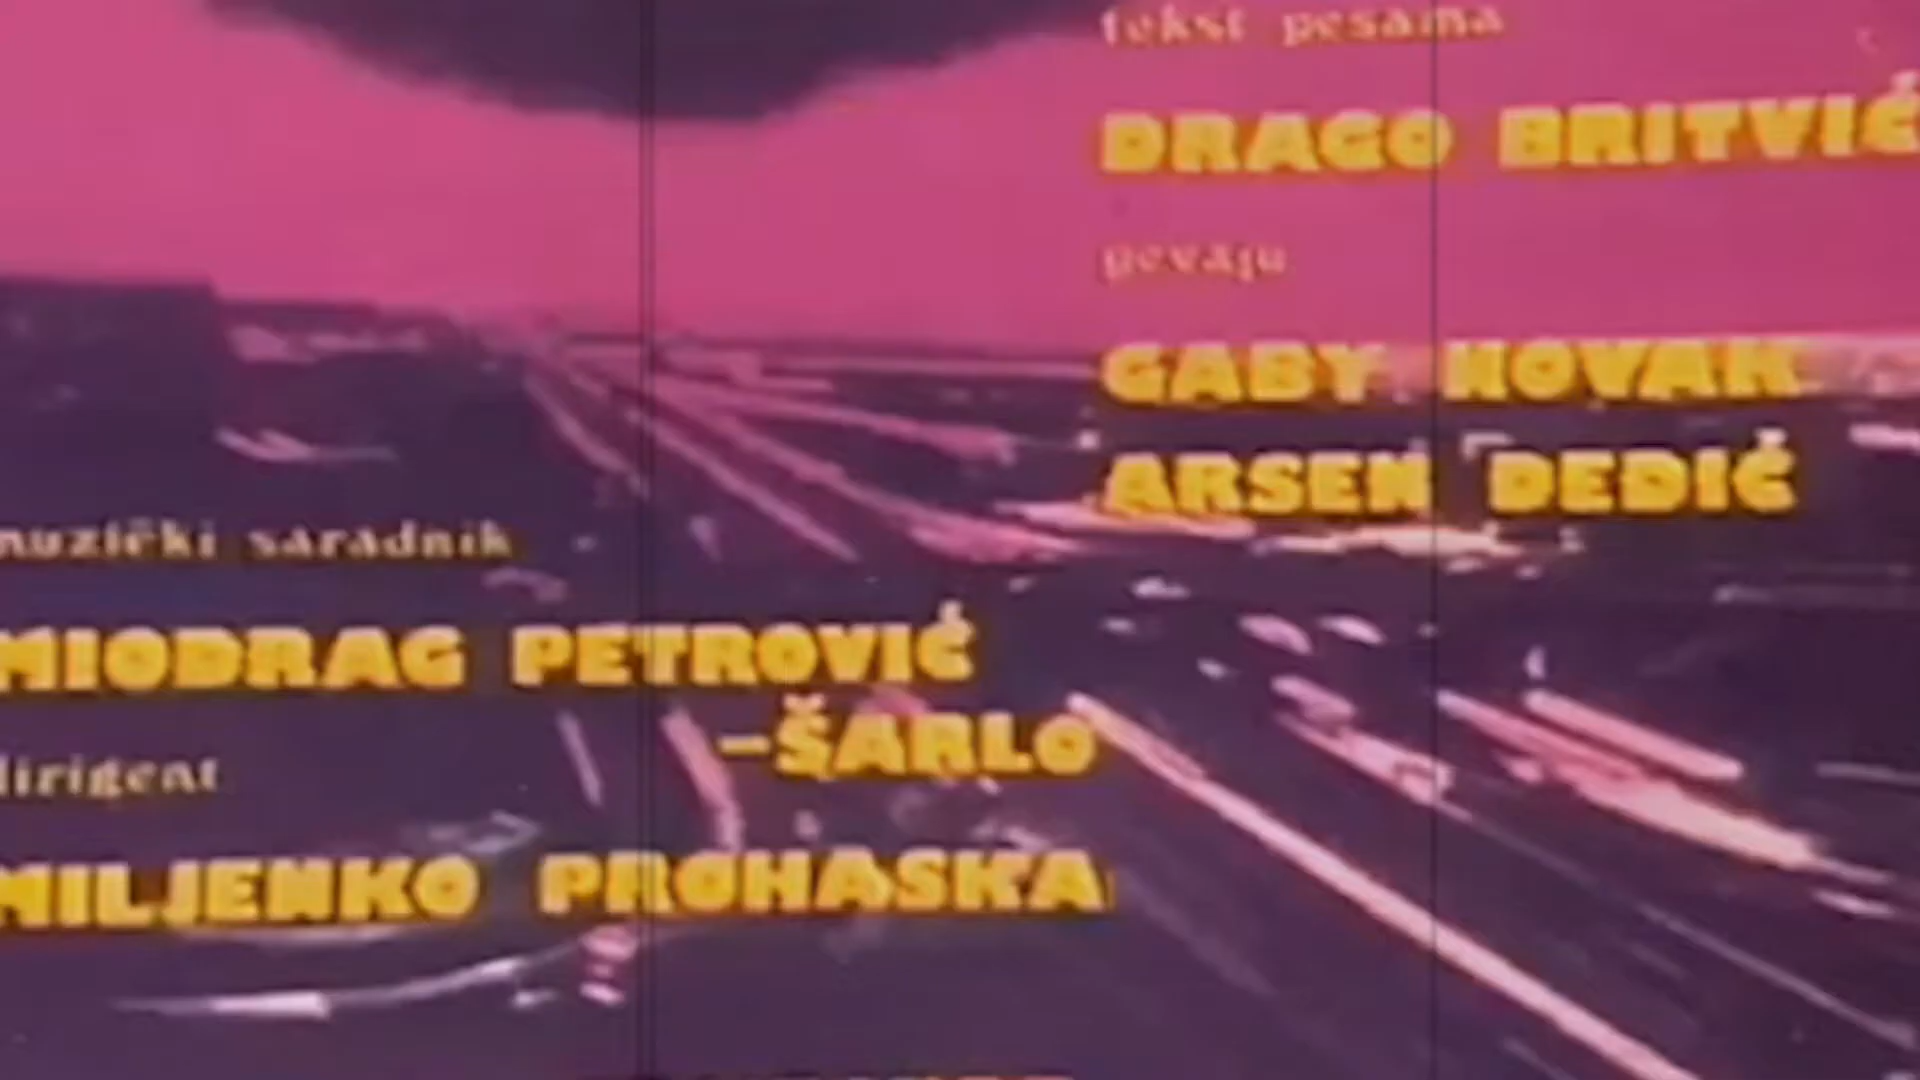 tekst pesama
DRAGO BRITVIĆ
pevaju
GABY NOVAK
ARSEN DEDIĆ
muzički saradnik
MIODRAG PETROVIĆ
-ŠARLO
dirigent
MILJENKO PROHASKA